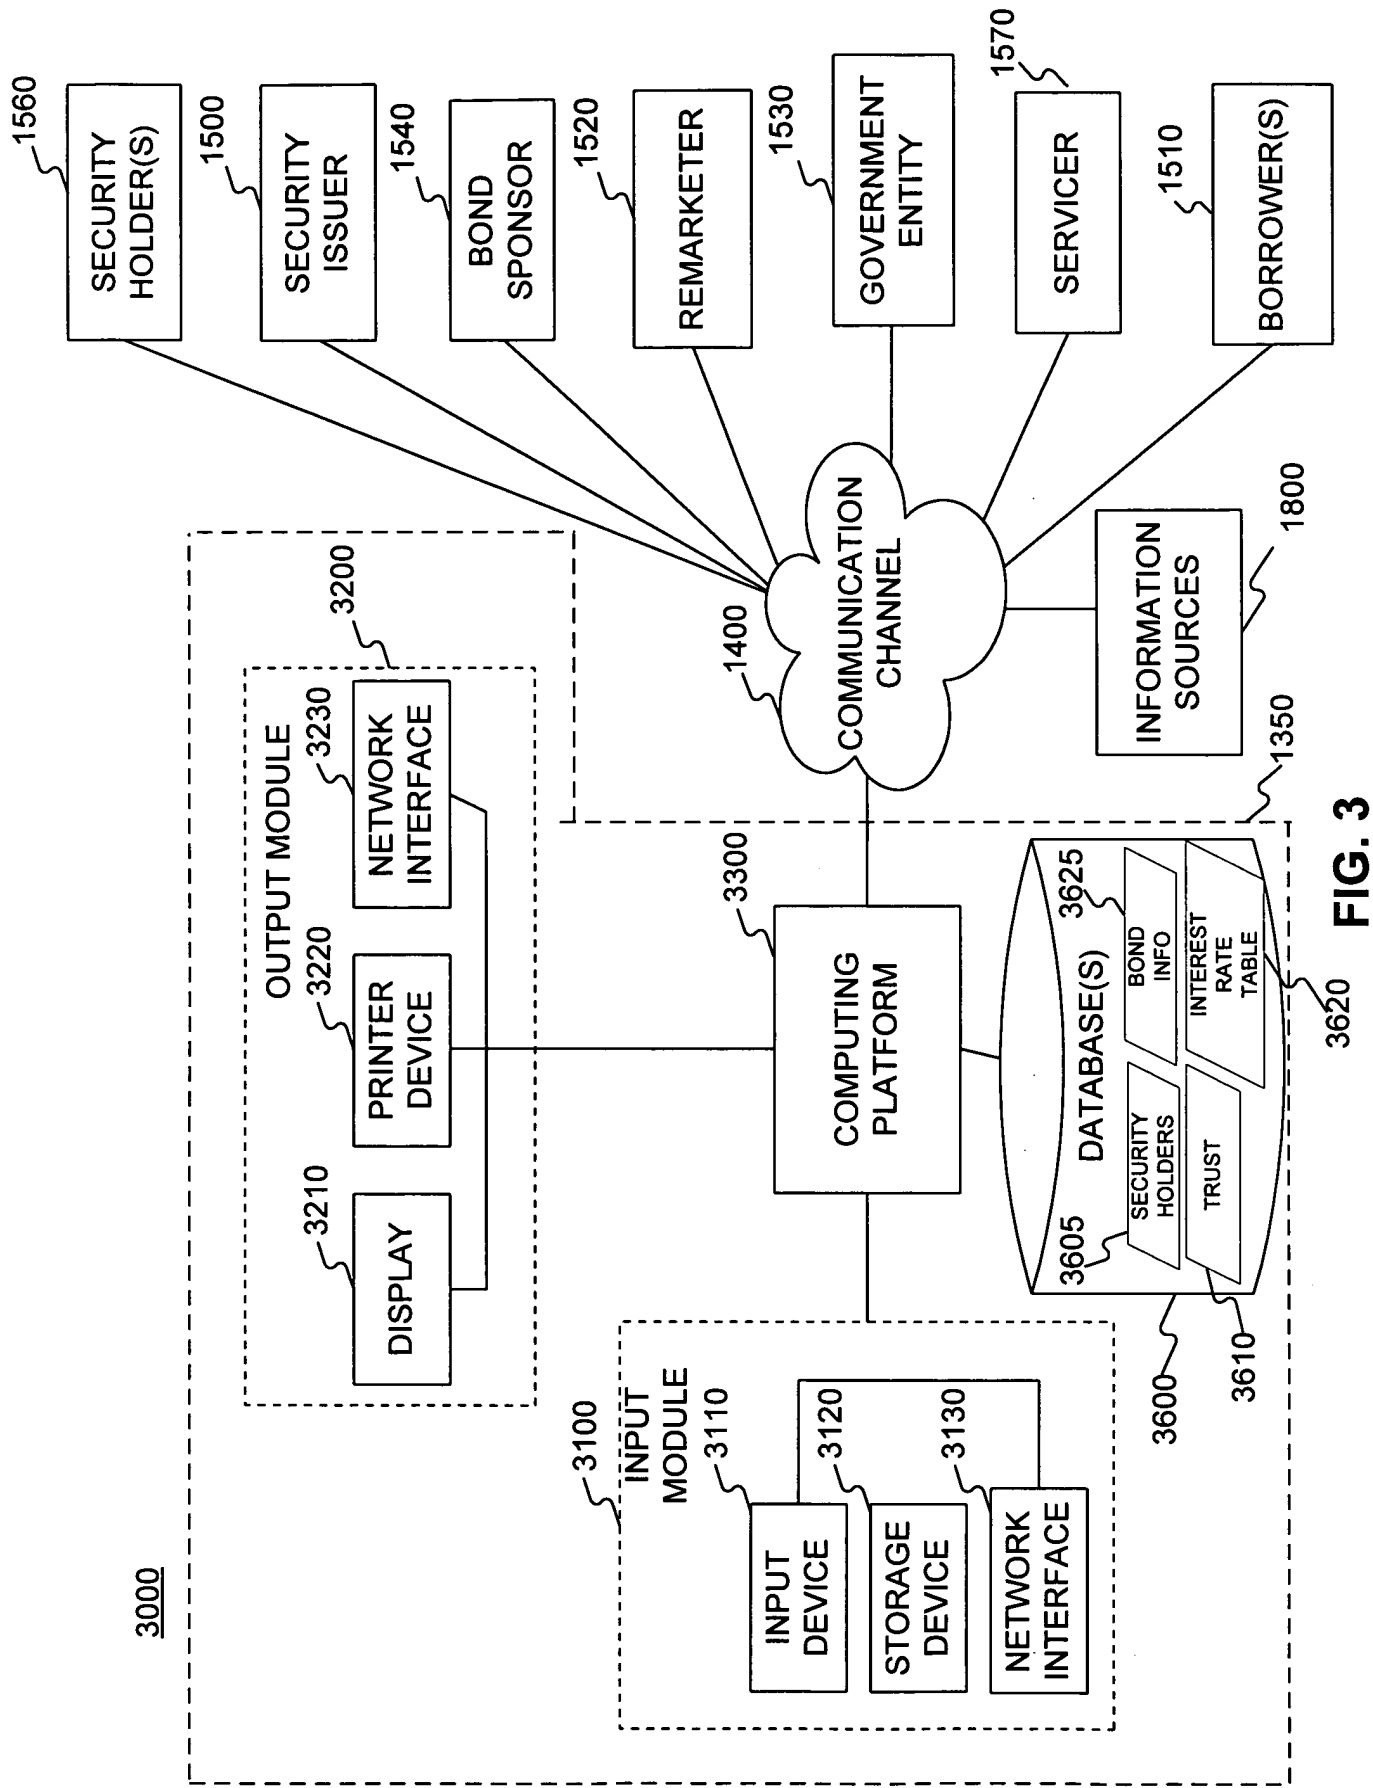 3000
OUTPUT MODULE
3200
3210
DISPLAY
3220
PRINTER
DEVICE
3230
NETWORK
INTERFACE
3100
INPUT
MODULE
3110
INPUT
DEVICE
3120
STORAGE
DEVICE
3130
NETWORK
INTERFACE
3300
COMPUTING
PLATFORM
DATABASE(S)
3600
3605
SECURITY
HOLDERS
3625
BOND
INFO
3610
TRUST
INTEREST
RATE
TABLE
3620
1350
1400
COMMUNICATION
CHANNEL
INFORMATION
SOURCES
1800
1560
SECURITY
HOLDER(S)
1500
SECURITY
ISSUER
1540
BOND
SPONSOR
1520
REMARKETER
1530
GOVERNMENT
ENTITY
1570
SERVICER
1510
BORROWER(S)
FIG. 3